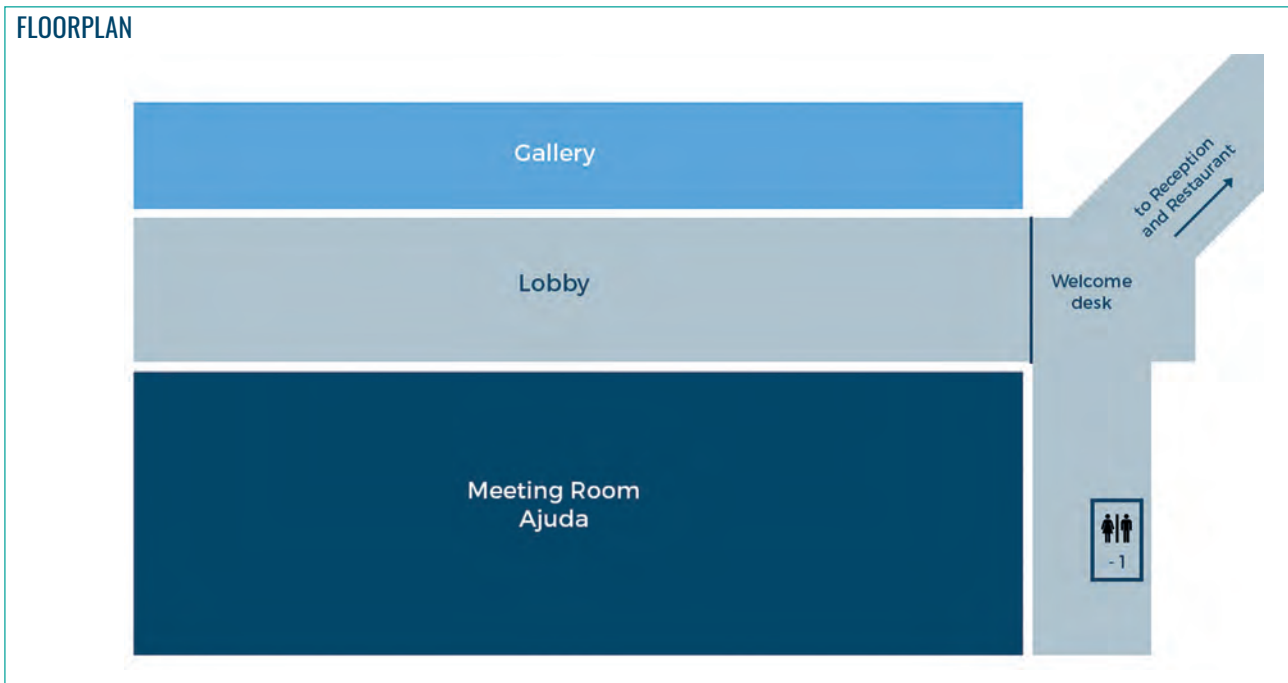 FLOORPLAN
Gallery
to Reception
and Restaurant
Lobby
Welcome
desk
Meeting Room
Ajuda
-1